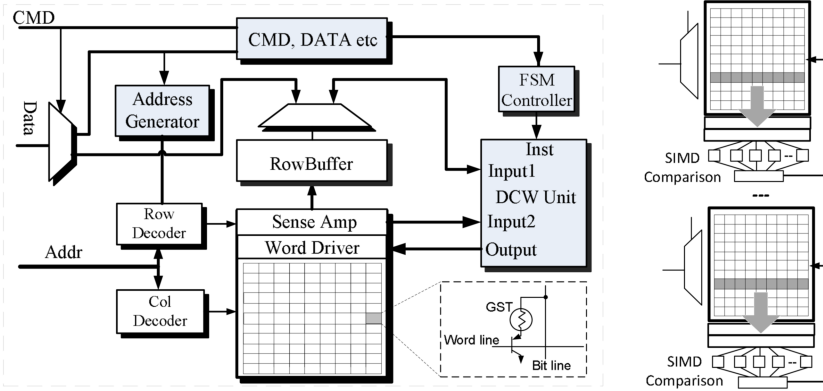 CMD
CMD, DATA etc
Data
Address
Generator
FSM
Controller
Inst
RowBuffer
Input1
DCW Unit
Input2
Output
Row
Decoder
Sense Amp
Word Driver
Addr
Col
Decoder
GST
Word line
Bit line
SIMD
Comparison
---
SIMD
Comparison